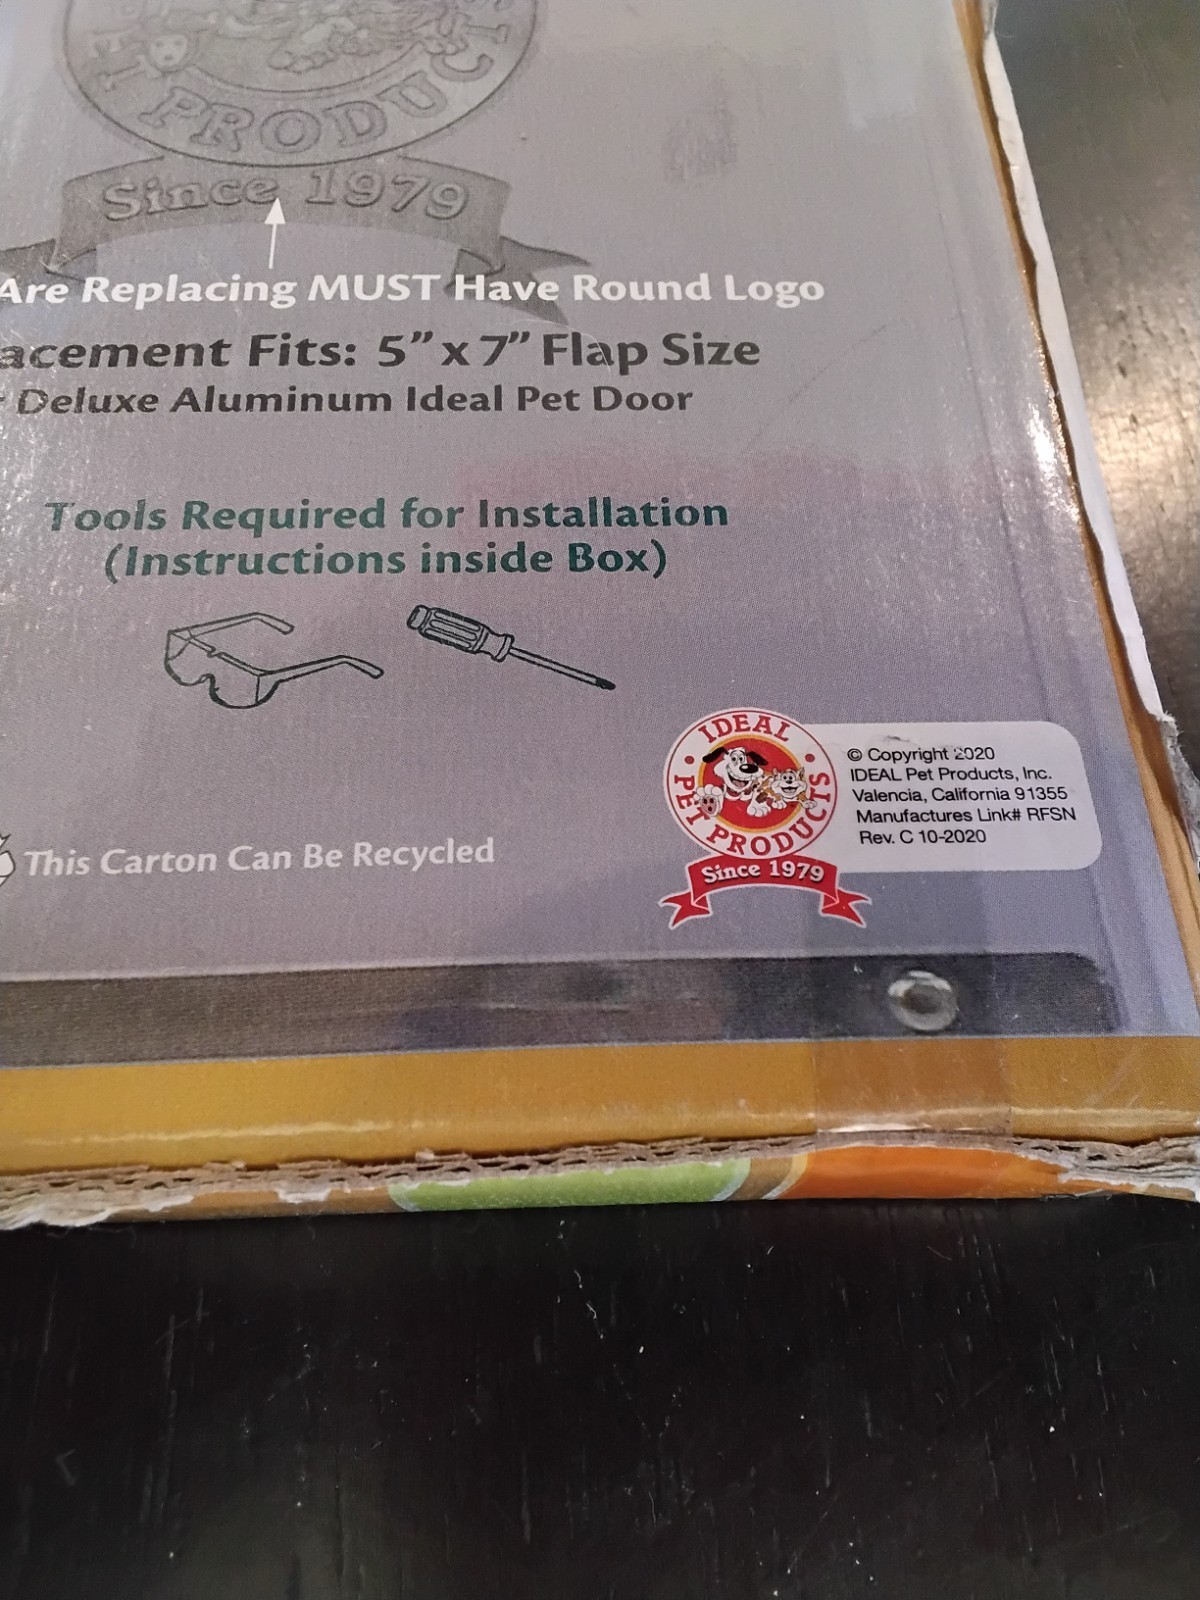 PET PRODUCTS
Since 1979
Are Replacing MUST Have Round Logo
acement Fits: 5” x 7” Flap Size
Deluxe Aluminum Ideal Pet Door
Tools Required for Installation
(Instructions inside Box)
IDEAL
PET PRODUCTS
Since 1979
© Copyright 2020
IDEAL Pet Products, Inc.
Valencia, California 91355
Manufactures Link# RFSN
Rev. C 10-2020
This Carton Can Be Recycled